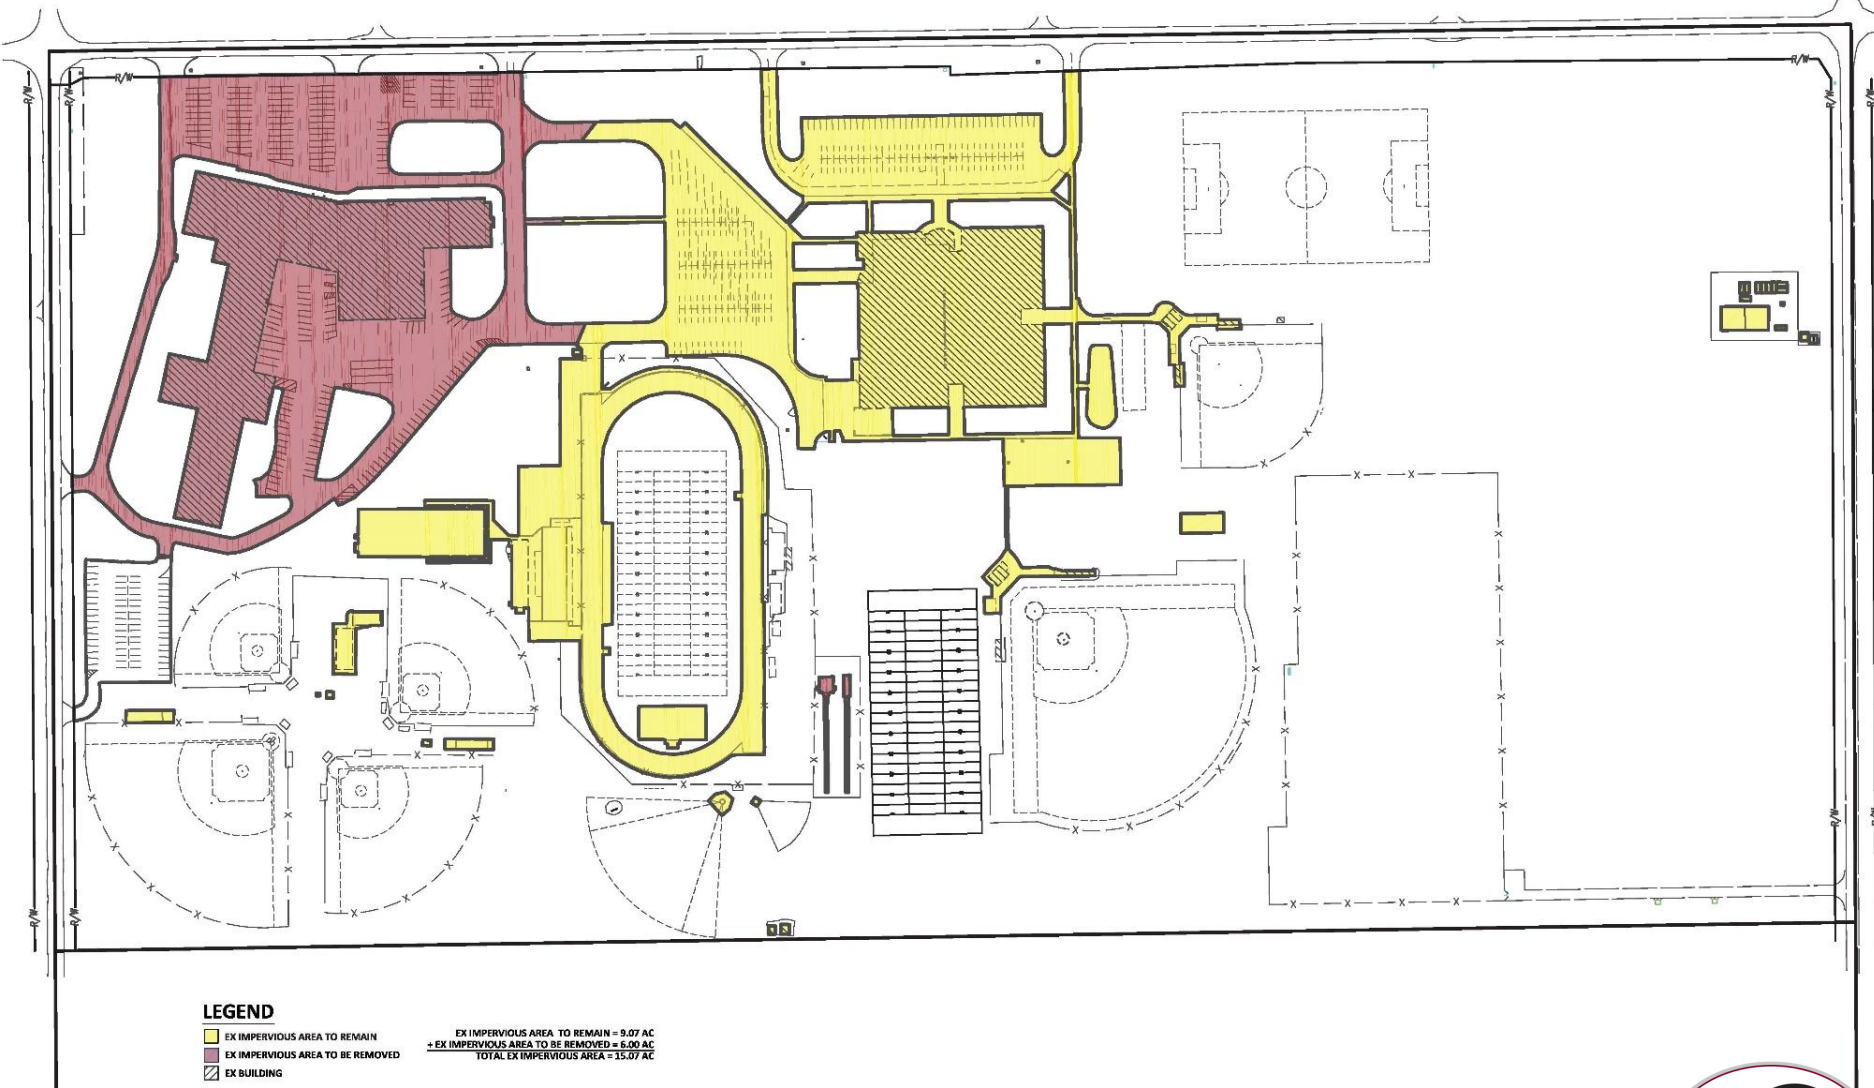 R/W
R/W
R/W
R/W
R/W
R/W
R/W
R/W
R/W
R/W
LEGEND
EX IMPERVIOUS AREA TO REMAIN
EX IMPERVIOUS AREA TO BE REMOVED
EX BUILDING
EX IMPERVIOUS AREA TO REMAIN = 9.07 AC
+ EX IMPERVIOUS AREA TO BE REMOVED = 6.00 AC
TOTAL EX IMPERVIOUS AREA = 15.07 AC